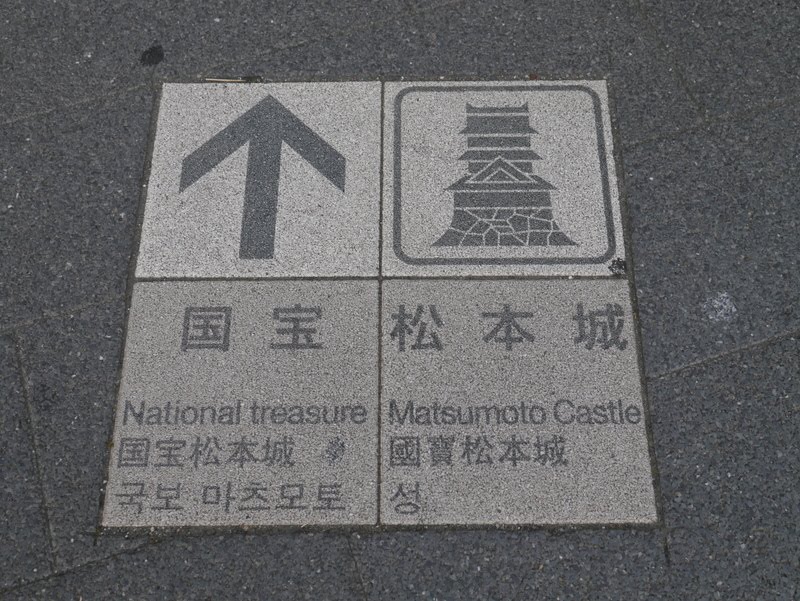 国宝 松本城
National treasure Matsumoto Castle
国宝松本城 國寶松本城
국보 마츠모토 성